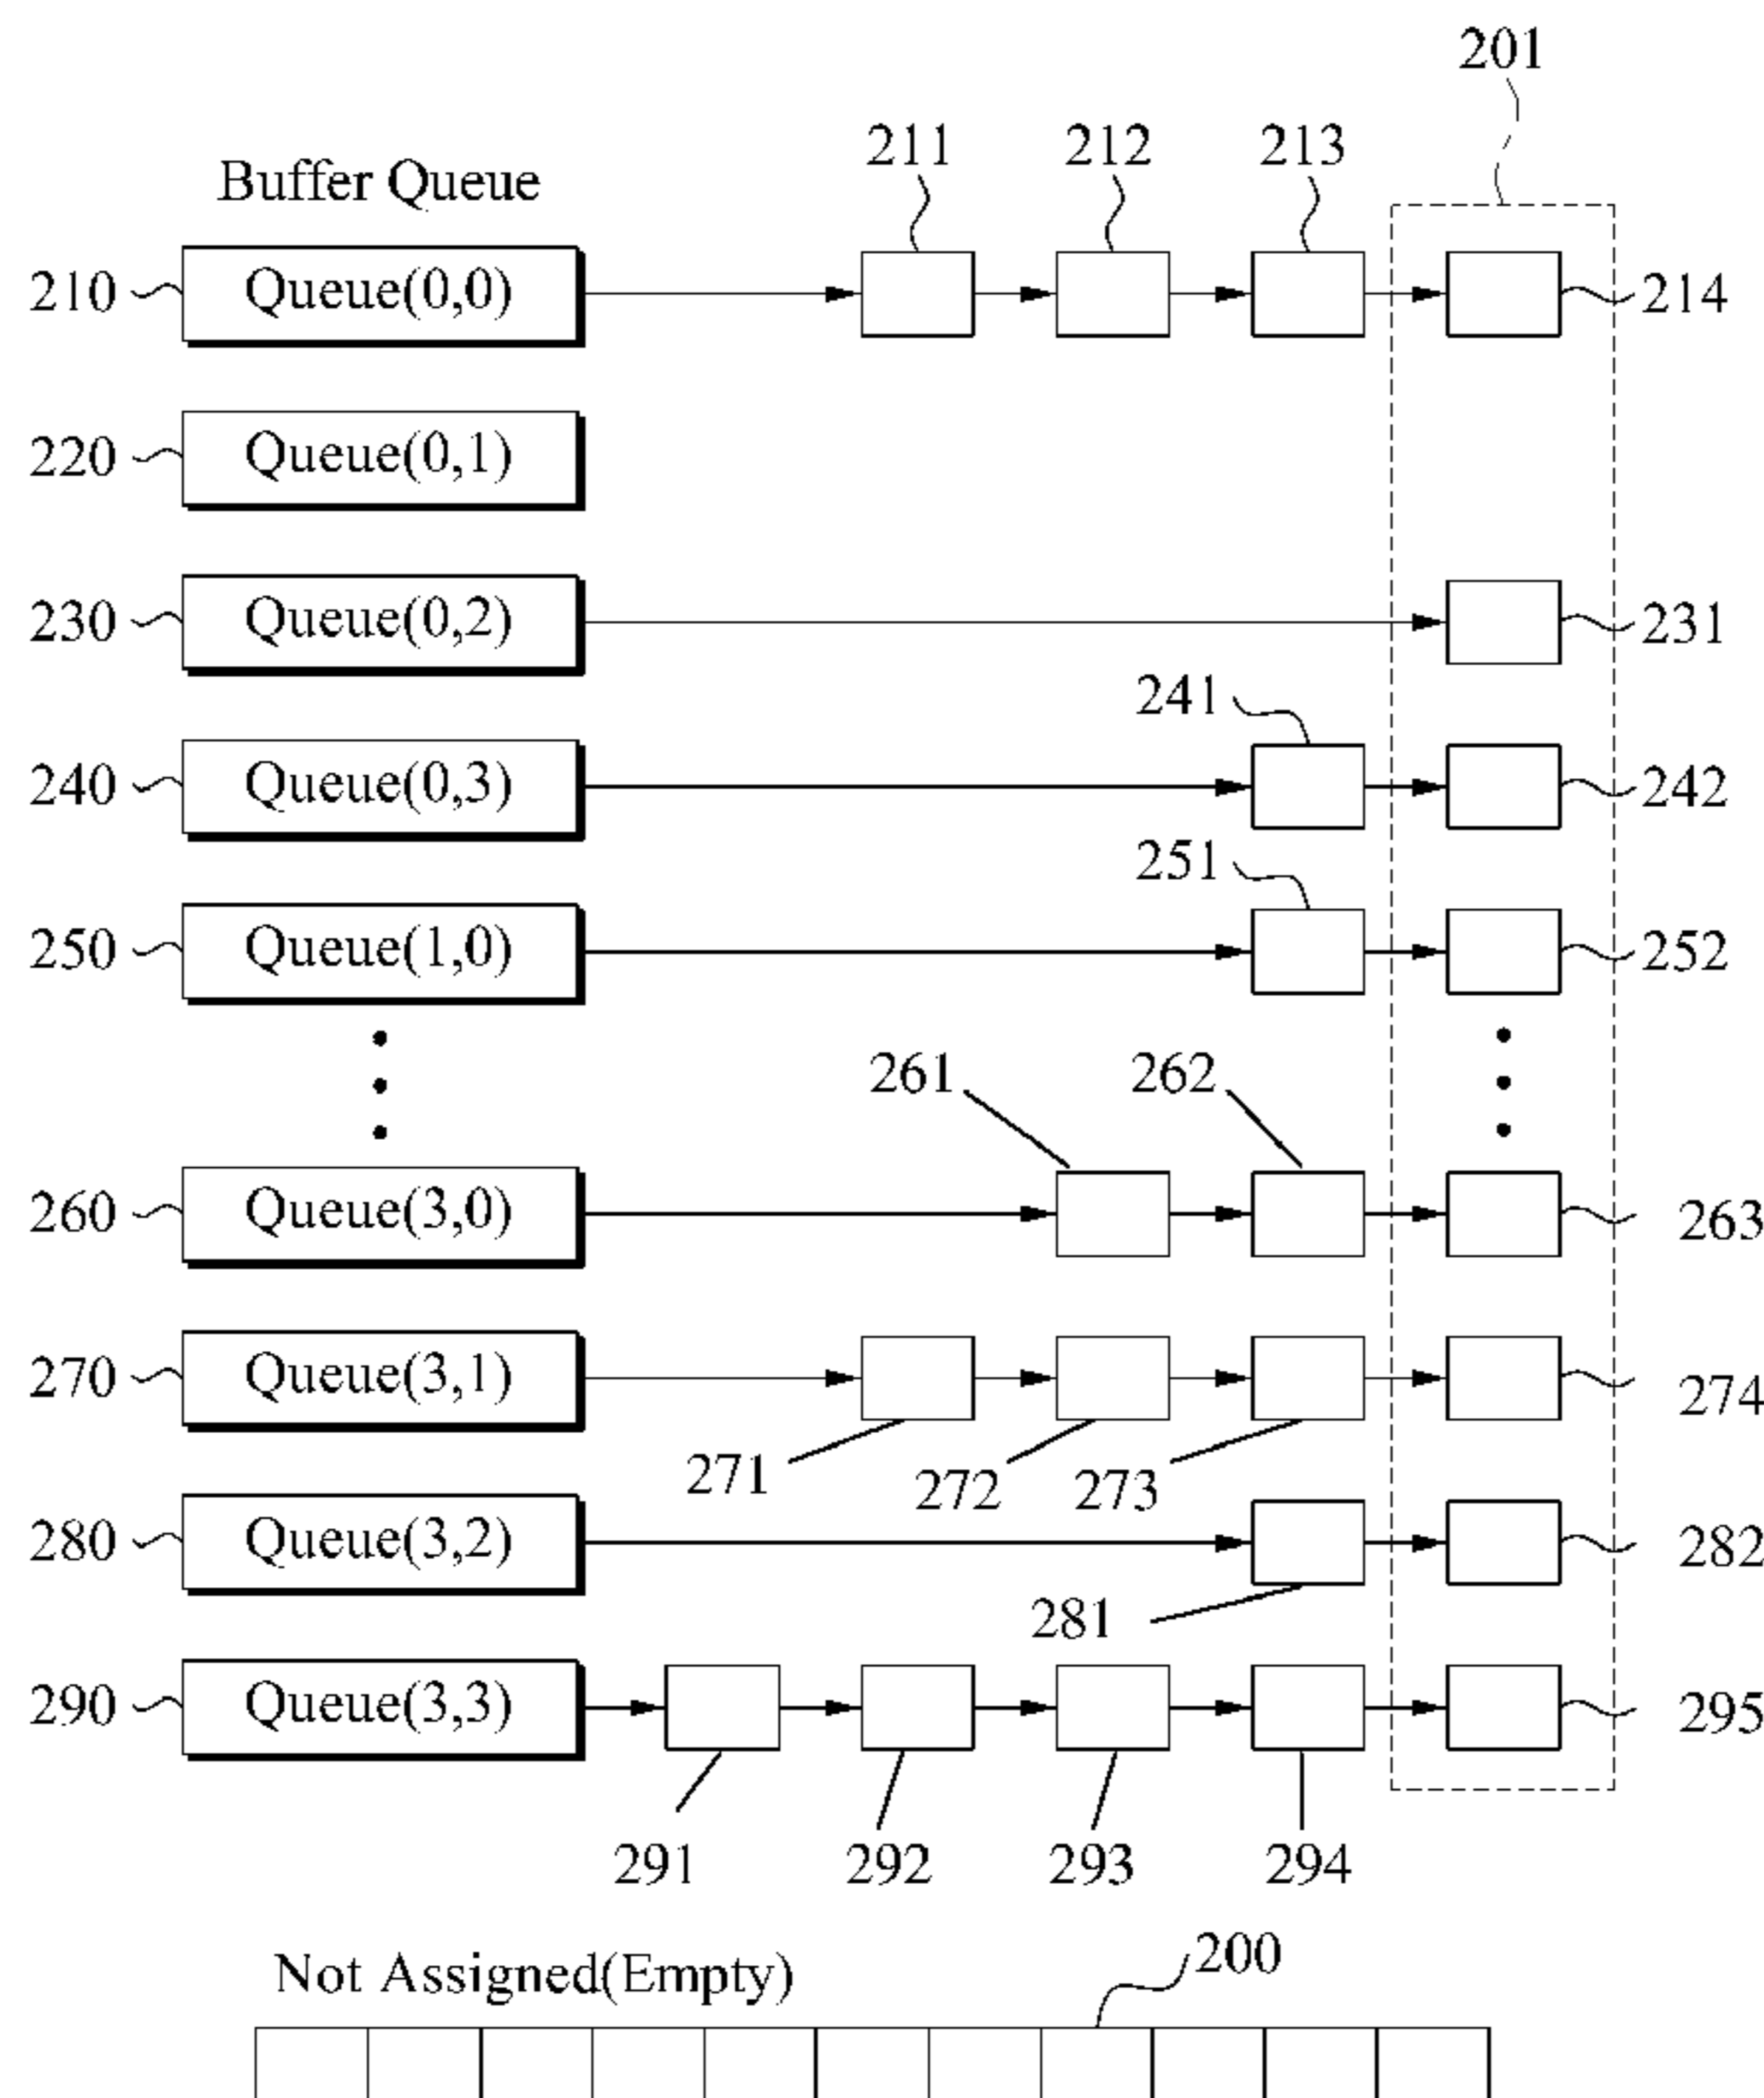 201
211 212 213
Buffer Queue
210 Queue(0,0) 214
220 Queue(0,1)
230 Queue(0,2) 231
241
240 Queue(0,3) 242
251
250 Queue(1,0) 252
261 262
260 Queue(3,0) 263
270 Queue(3,1) 274
271 272 273
280 Queue(3,2) 282
281
290 Queue(3,3) 295
291 292 293 294
200
Not Assigned(Empty)